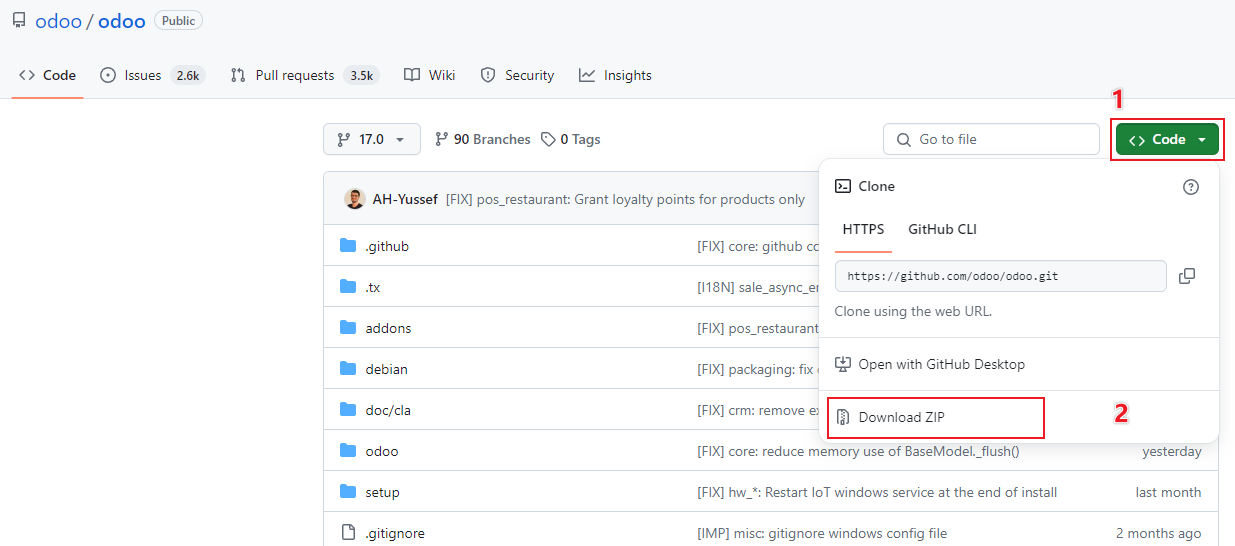 odoo / odoo Public
Code Issues 2.6k Pull requests 3.5k Wiki Security Insights
1
17.0 90 Branches 0 Tags Go to file Code
AH-Yussef [FIX] pos_restaurant: Grant loyalty points for products only
Clone
HTTPS GitHub CLI
.github [FIX] core: github co
https://github.com/odoo/odoo.git
.tx [I18N] sale_async_e
Clone using the web URL.
addons [FIX] pos_restaurant
debian [FIX] packaging: fix
Open with GitHub Desktop
doc/cla [FIX] crm: remove ex
Download ZIP 2
odoo [FIX] core: reduce memory use of BaseModel._flush() yesterday
setup [FIX] hw_*: Restart IoT windows service at the end of install last month
.gitignore [IMP] misc: gitignore windows config file 2 months ago